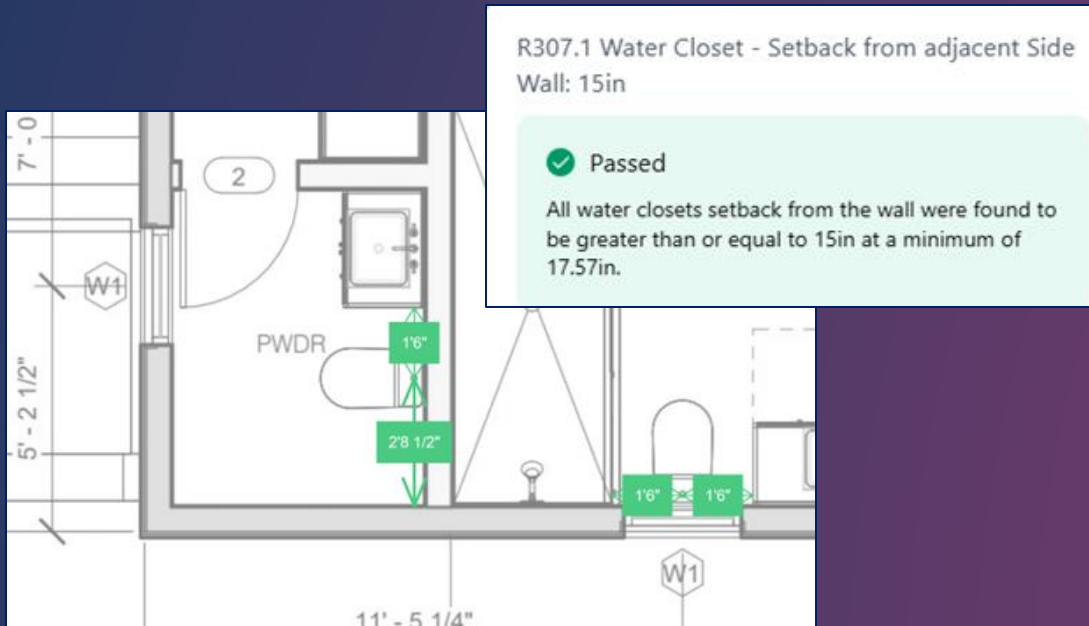 R307.1 Water Closet - Setback from adjacent Side
Wall: 15in
Passed
All water closets setback from the wall were found to
be greater than or equal to 15in at a minimum of
17.57in.
7' - 0
2
W1
PWDR
1'6"
5' - 2 1/2"
2'8 1/2"
1'6" 1'6"
W1
11' - 5 1/4"